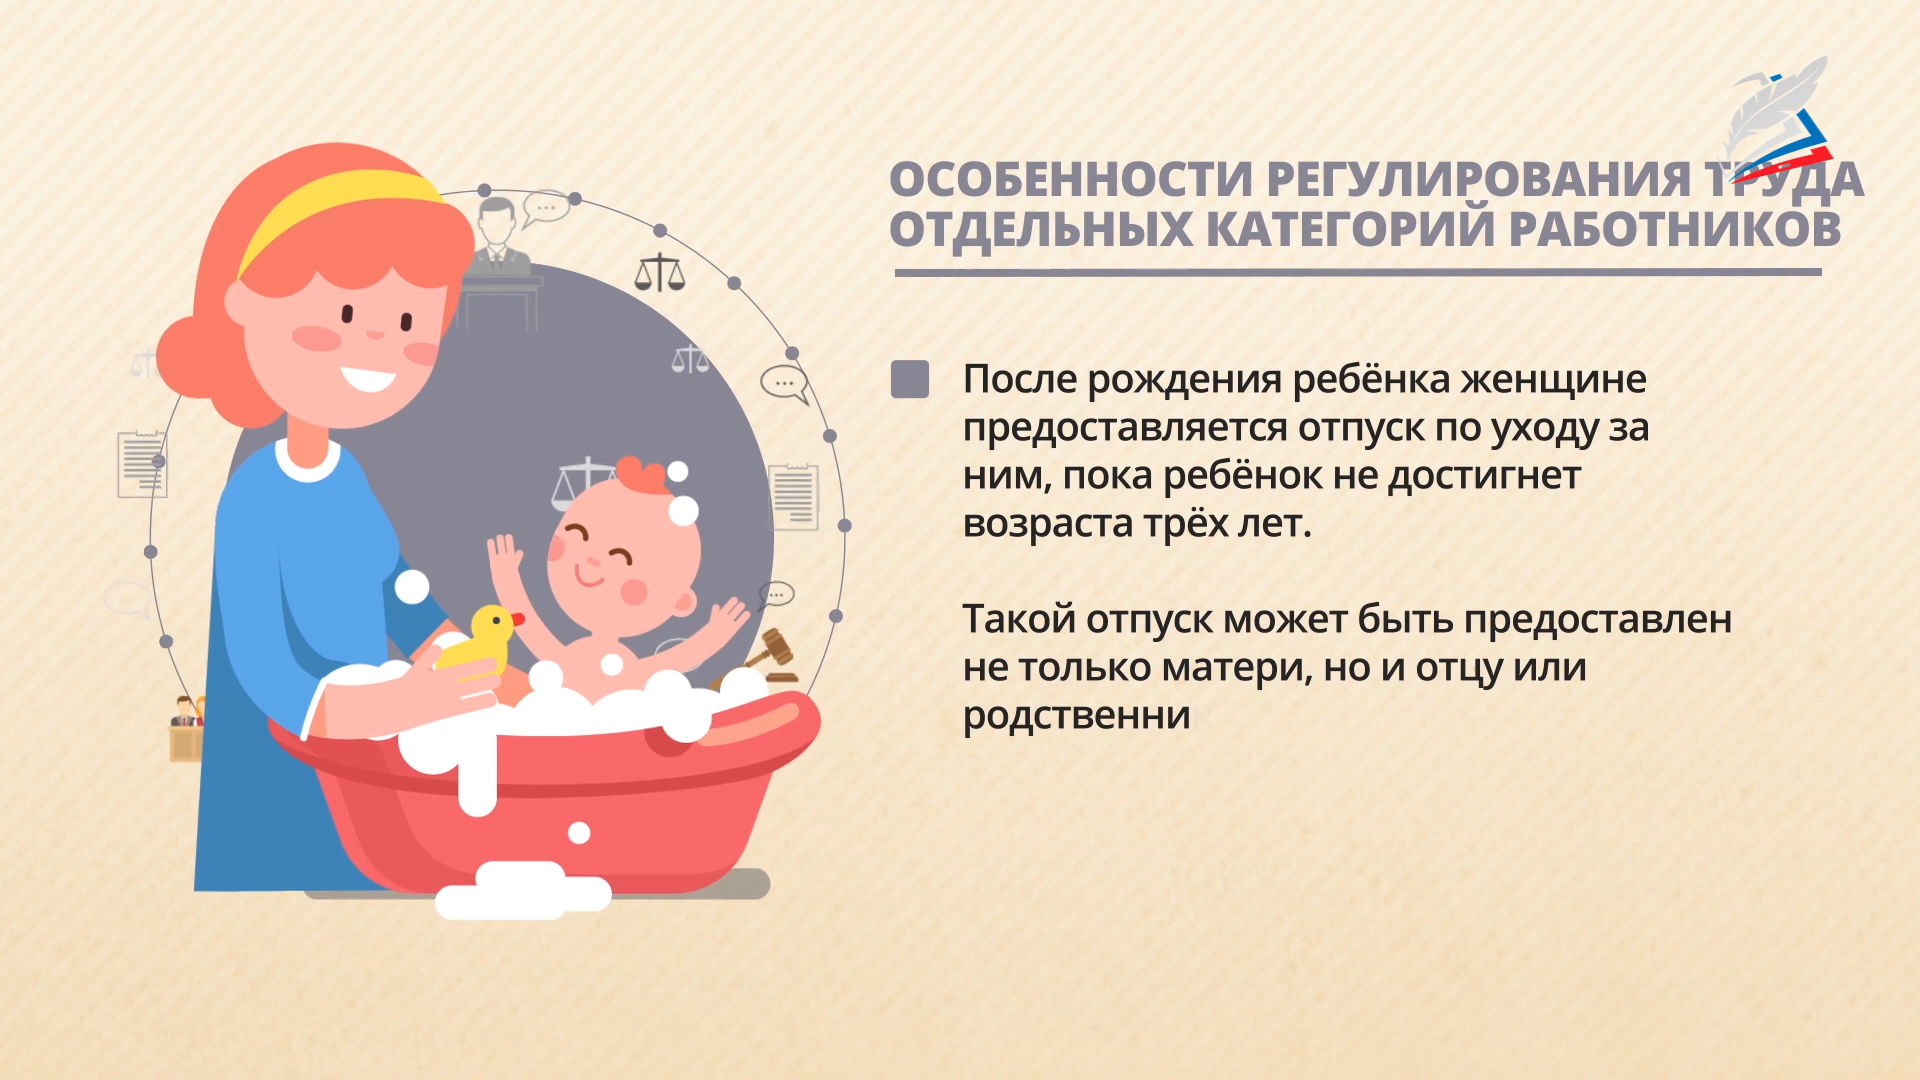 ОСОБЕННОСТИ РЕГУЛИРОВАНИЯ ТРУДА
ОТДЕЛЬНЫХ КАТЕГОРИЙ РАБОТНИКОВ
После рождения ребёнка женщине
предоставляется отпуск по уходу за
ним, пока ребёнок не достигнет
возраста трёх лет.
Такой отпуск может быть предоставлен
не только матери, но и отцу или
родственни